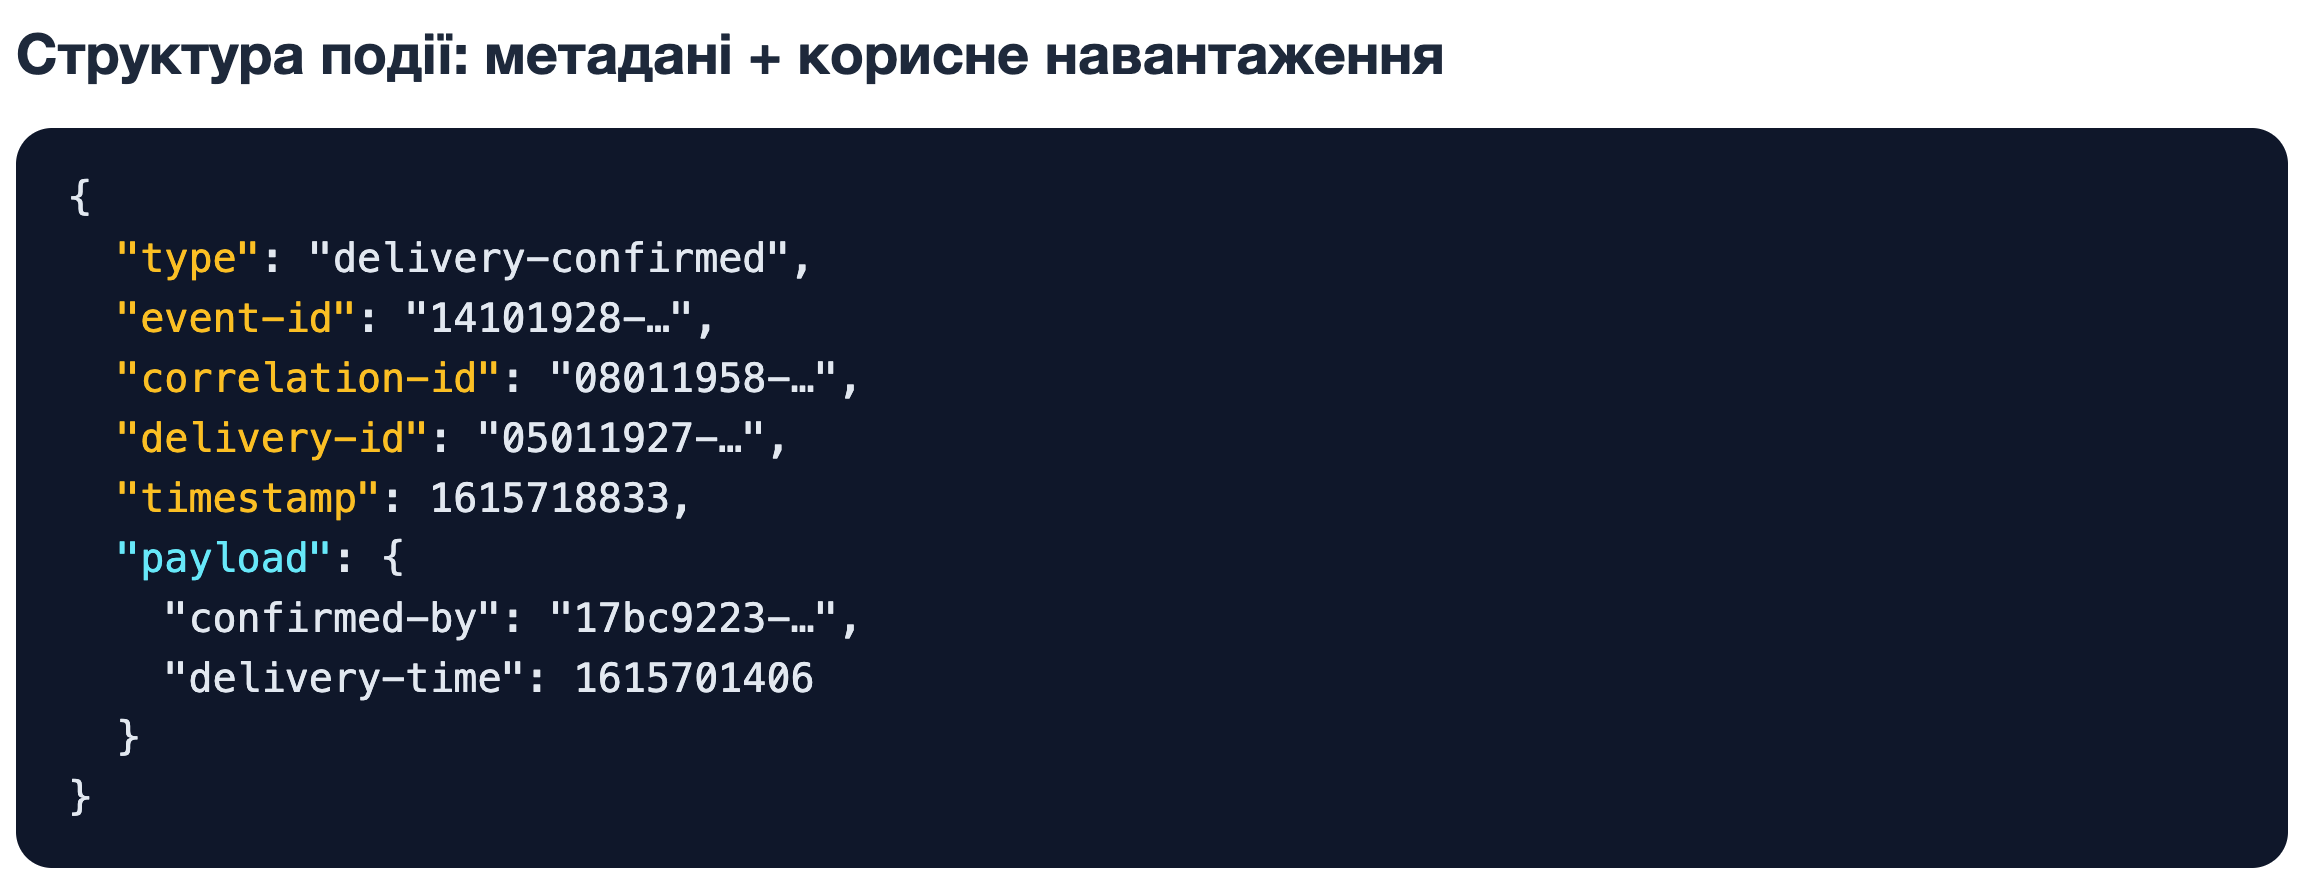 Структура події: метадані + корисне навантаження
{
"type": "delivery-confirmed",
"event-id": "14101928-…",
"correlation-id": "08011958-…",
"delivery-id": "05011927-…",
"timestamp": 1615718833,
"payload": {
"confirmed-by": "17bc9223-…",
"delivery-time": 1615701406
}
}